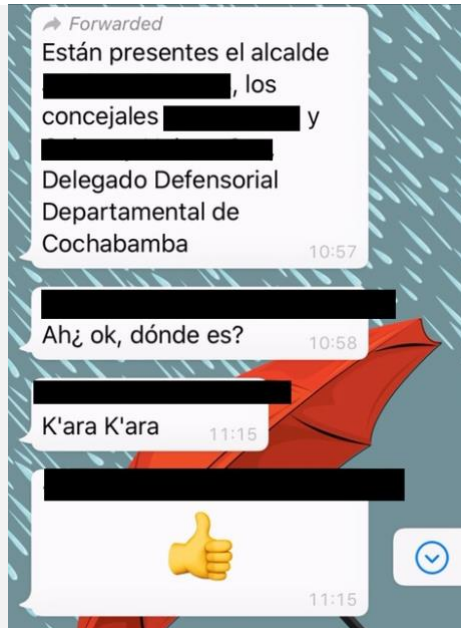 Forwarded
Están presentes el alcalde
, los
concejales y
Delegado Defensorial
Departamental de
Cochabamba
10:57
Ah¿ ok, dónde es?
10:58
K'ara K'ara
11:15
11:15